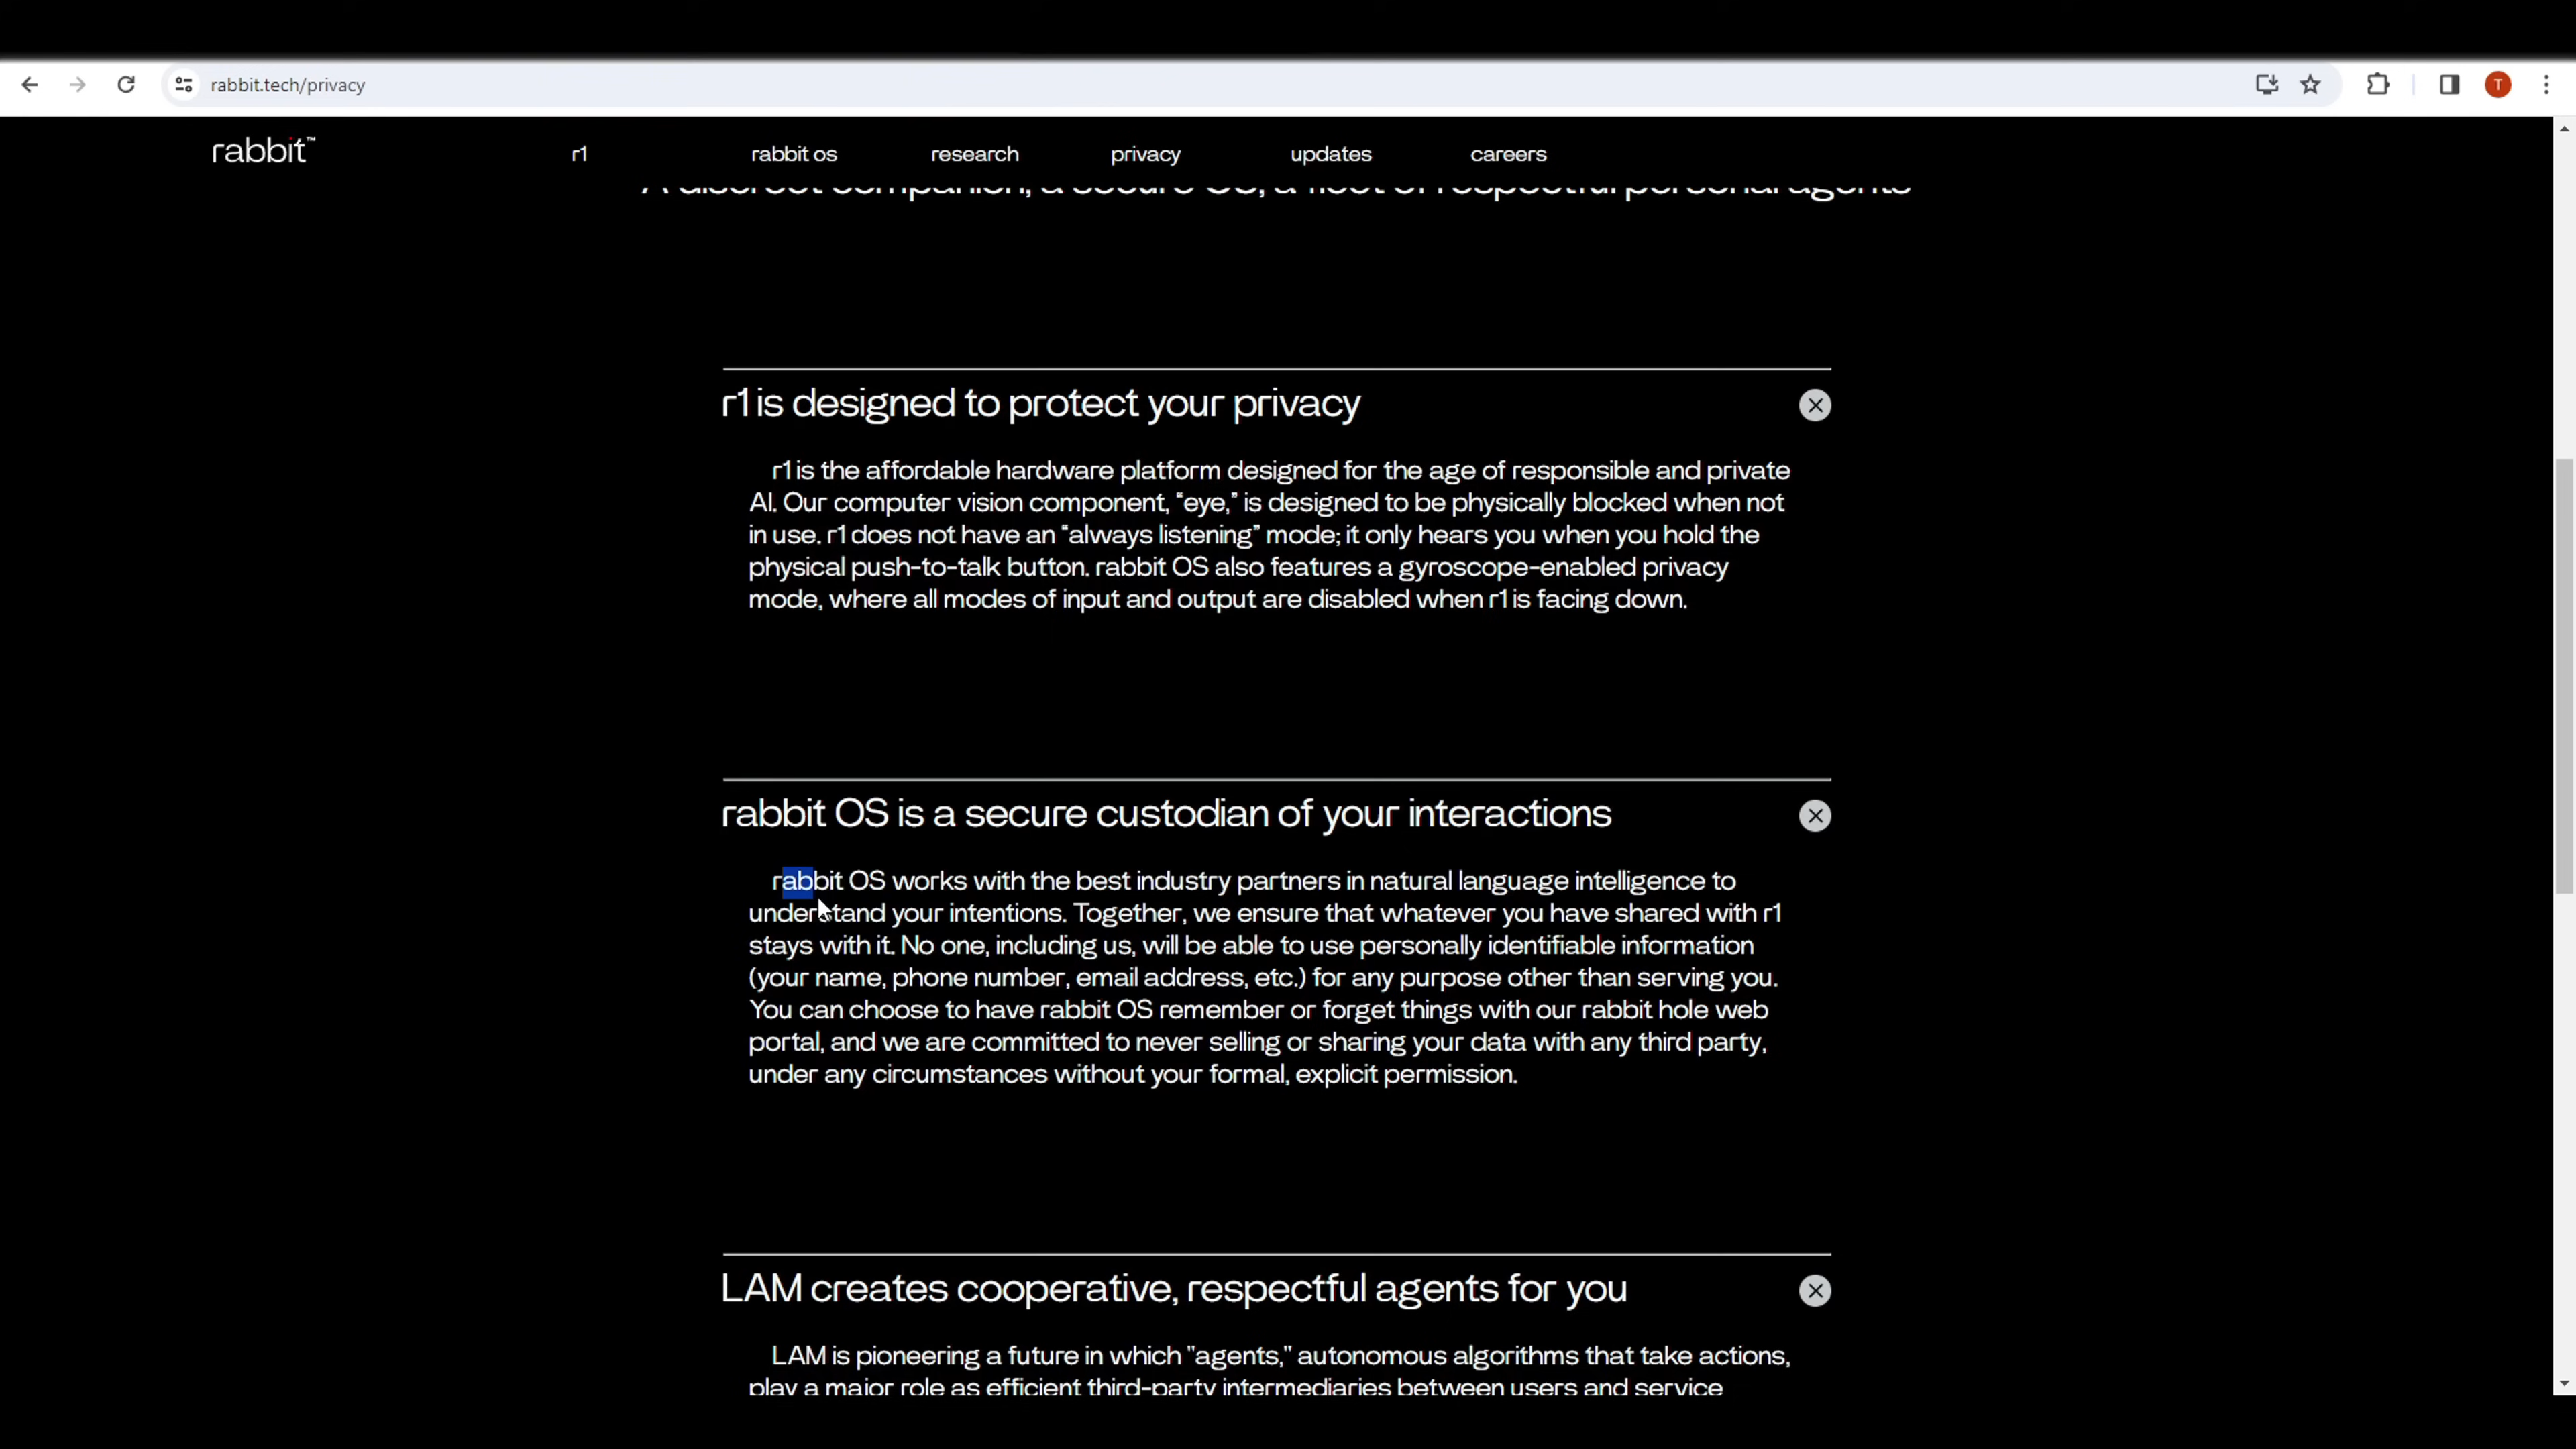 rabbit.tech/privacy
T
rabbit™
r1
rabbit os
research
privacy
updates
careers
A discreet companion, a secure OS, a fleet of respectful personal agents
r1 is designed to protect your privacy
r1 is the affordable hardware platform designed for the age of responsible and private
AI. Our computer vision component, “eye,” is designed to be physically blocked when not
in use. r1 does not have an “always listening” mode; it only hears you when you hold the
physical push-to-talk button. rabbit OS also features a gyroscope-enabled privacy
mode, where all modes of input and output are disabled when r1 is facing down.
rabbit OS is a secure custodian of your interactions
rabbit OS works with the best industry partners in natural language intelligence to
understand your intentions. Together, we ensure that whatever you have shared with r1
stays with it. No one, including us, will be able to use personally identifiable information
(your name, phone number, email address, etc.) for any purpose other than serving you.
You can choose to have rabbit OS remember or forget things with our rabbit hole web
portal, and we are committed to never selling or sharing your data with any third party,
under any circumstances without your formal, explicit permission.
LAM creates cooperative, respectful agents for you
LAM is pioneering a future in which "agents," autonomous algorithms that take actions,
play a major role as efficient third-party intermediaries between users and service